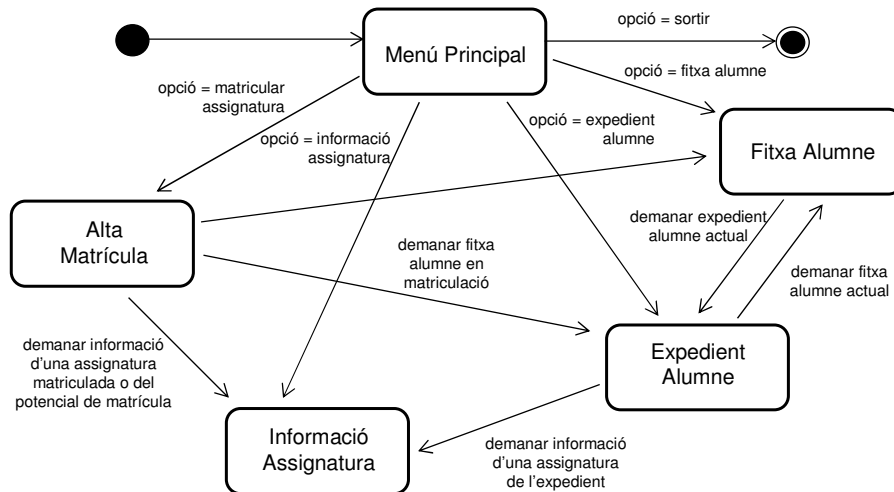 opció = sortir
Menú Principal
opció = fitxa alumne
opció = matricular
assignatura
opció = informació
assignatura
opció = expedient
alumne
Fitxa Alumne
Alta
Matrícula
demanar expedient
alumne actual
demanar fitxa
alumne en
matriculació
demanar fitxa
alumne actual
demanar informació
d'una assignatura
matriculada o del
potencial de matrícula
Expedient
Alumne
Informació
Assignatura
demanar informació
d'una assignatura
de l'expedient